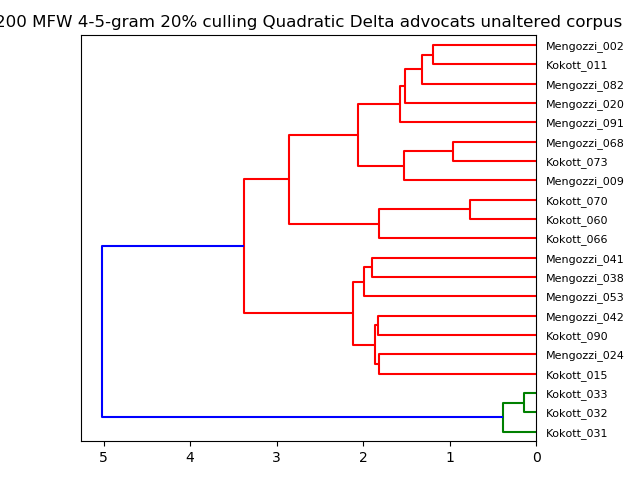 200 MFW 4-5-gram 20% culling Quadratic Delta advocats unaltered corpus
Mengozzi_002
Kokott_011
Mengozzi_082
Mengozzi_020
Mengozzi_091
Mengozzi_068
Kokott_073
Mengozzi_009
Kokott_070
Kokott_060
Kokott_066
Mengozzi_041
Mengozzi_038
Mengozzi_053
Mengozzi_042
Kokott_090
Mengozzi_024
Kokott_015
Kokott_033
Kokott_032
Kokott_031
5 4 3 2 1 0